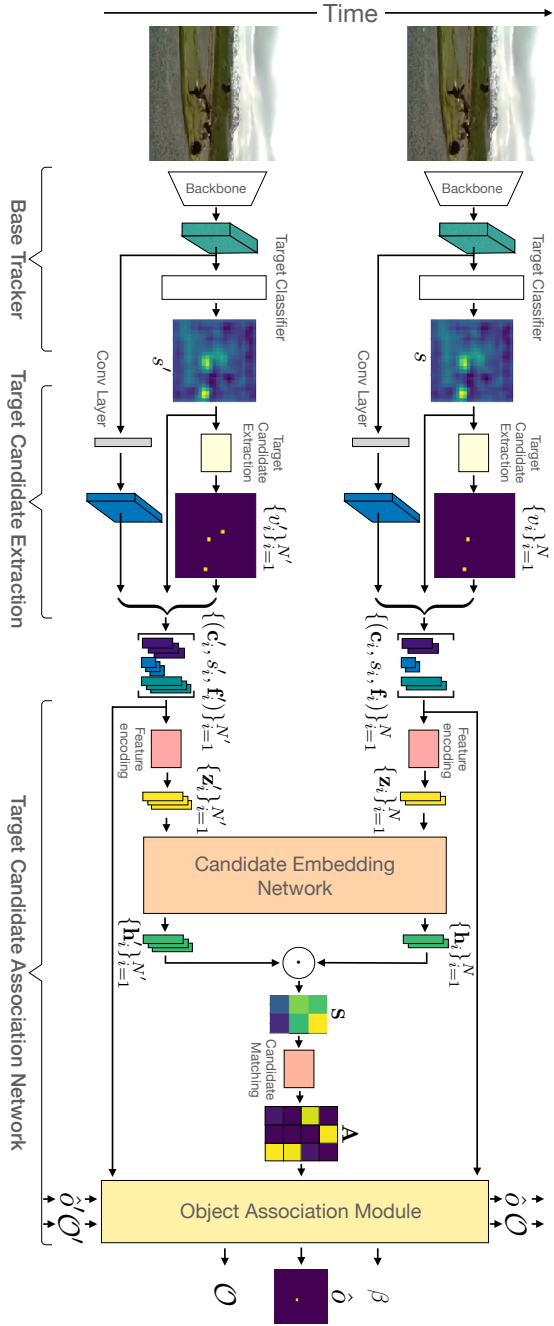 Time
Backbone
Backbone
Target Classifier
Target Classifier
Base Tracker
s′
s
Conv Layer
Conv Layer
Target Candidate Extraction
Target Candidate Extraction
{v′ᵢ}ᴺ′ᵢ₌₁
{vᵢ}ᴺᵢ₌₁
Target Candidate Extraction
{(c′ᵢ, s′ᵢ, f′ᵢ)}ᴺ′ᵢ₌₁
{(cᵢ, sᵢ, fᵢ)}ᴺᵢ₌₁
Feature encoding
Feature encoding
{z′ᵢ}ᴺ′ᵢ₌₁
{zᵢ}ᴺᵢ₌₁
Candidate Embedding
Network
{h′ᵢ}ᴺ′ᵢ₌₁
{hᵢ}ᴺᵢ₌₁
S
Candidate Matching
A
Target Candidate Association Network
ô′ 𝒪′
Object Association Module
ô 𝒪
𝒪
ô
β